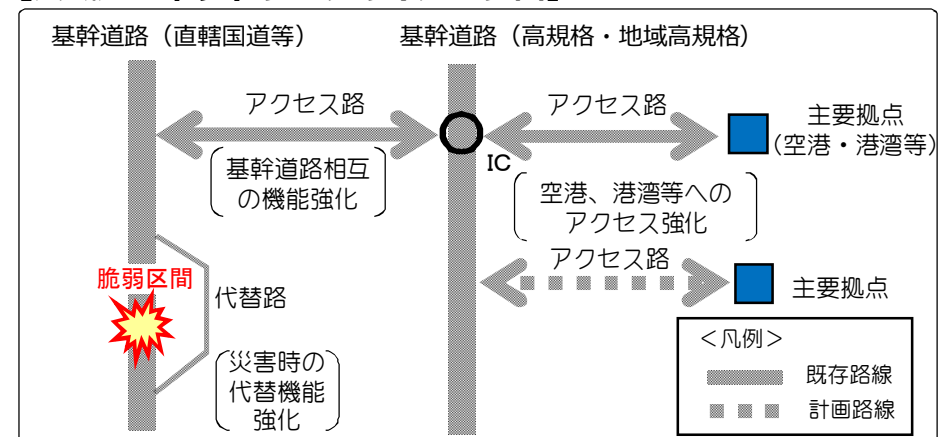 基幹道路（直轄国道等）
基幹道路（高規格・地域高規格）
アクセス路
アクセス路
主要拠点
（空港・港湾等）
IC
基幹道路相互
の機能強化
空港、港湾等への
アクセス強化
アクセス路
脆弱区間
代替路
主要拠点
災害時の
代替機能
強化
＜凡例＞
既存路線
計画路線